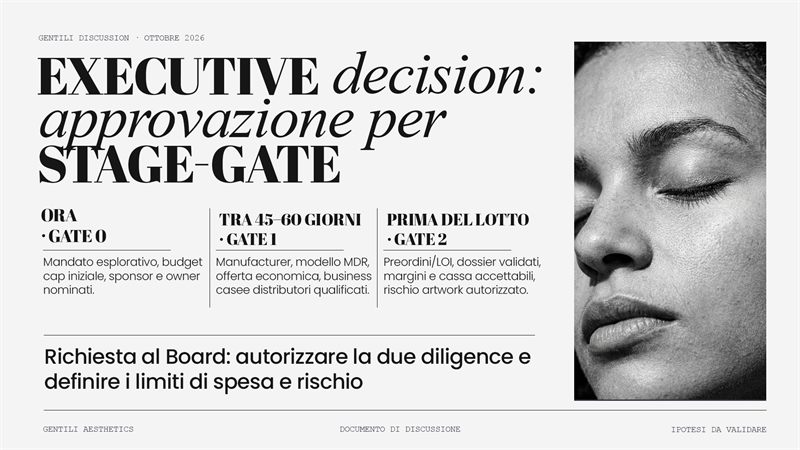 GENTILI DISCUSSION · OTTOBRE 2026
EXECUTIVE decision:
approvazione per
STAGE-GATE
ORA
· GATE 0
Mandato esplorativo, budget
cap iniziale, sponsor e owner
nominati.
TRA 45–60 GIORNI
· GATE 1
Manufacturer, modello MDR,
offerta economica, business
casee distributori qualificati.
PRIMA DEL LOTTO
· GATE 2
Preordini/LOI, dossier validati,
margini e cassa accettabili,
rischio artwork autorizzato.
Richiesta al Board: autorizzare la due diligence e
definire i limiti di spesa e rischio
GENTILI AESTHETICS
DOCUMENTO DI DISCUSSIONE
IPOTESI DA VALIDARE